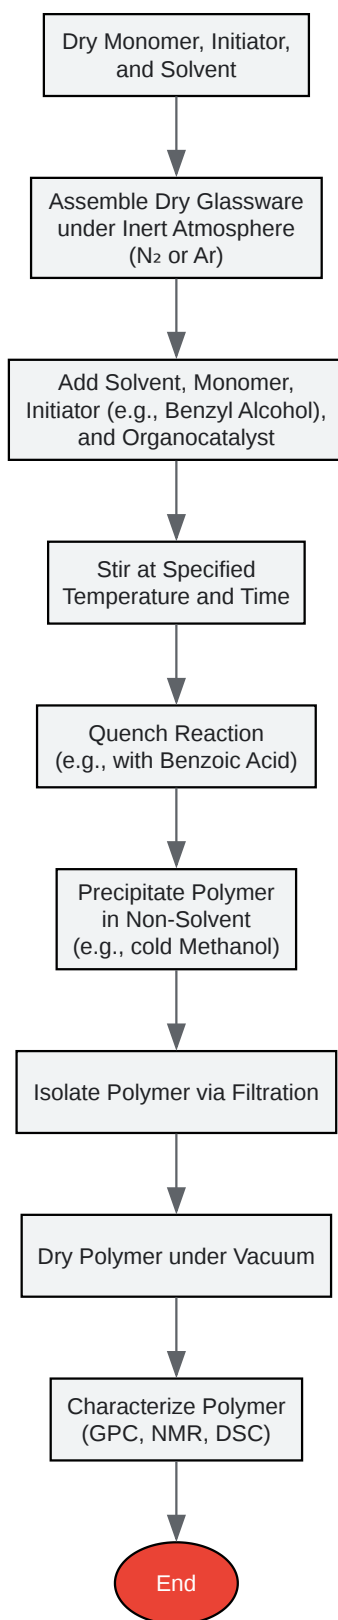 Dry Monomer, Initiator,
and Solvent
Assemble Dry Glassware
under Inert Atmosphere
(N₂ or Ar)
Add Solvent, Monomer,
Initiator (e.g., Benzyl Alcohol),
and Organocatalyst
Stir at Specified
Temperature and Time
Quench Reaction
(e.g., with Benzoic Acid)
Precipitate Polymer
in Non-Solvent
(e.g., cold Methanol)
Isolate Polymer via Filtration
Dry Polymer under Vacuum
Characterize Polymer
(GPC, NMR, DSC)
End